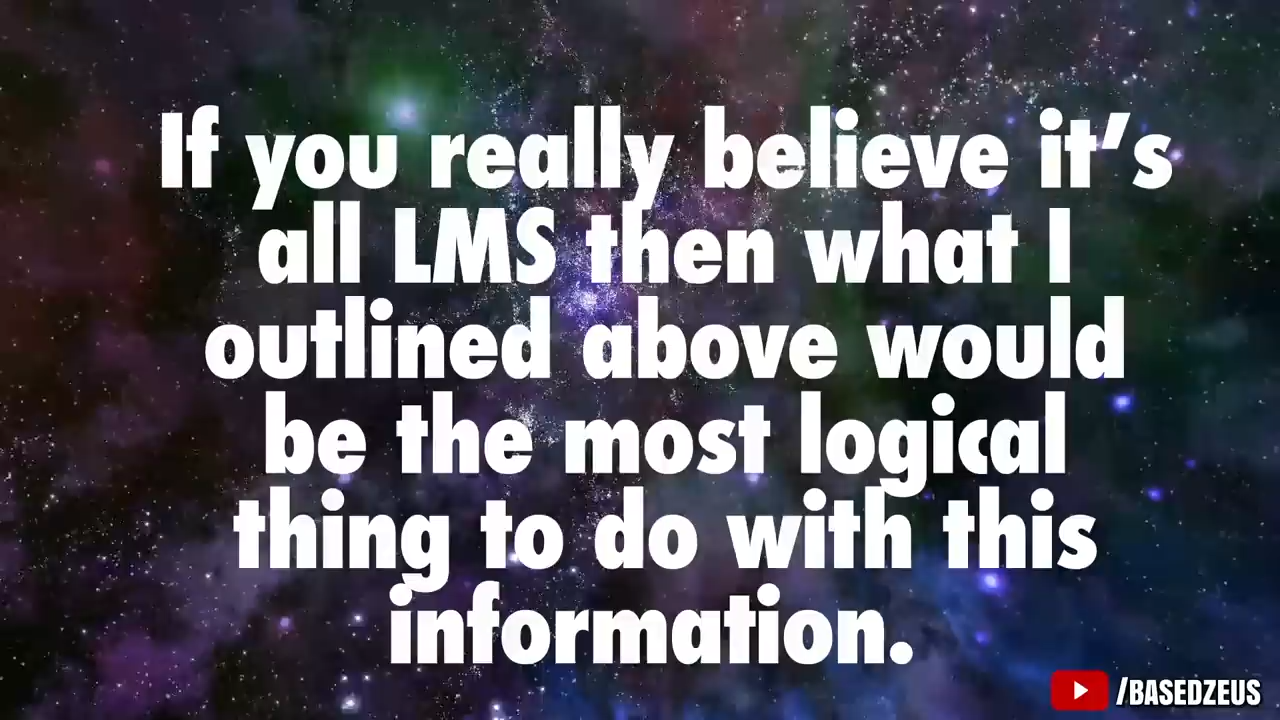 If you really believe it's
all LMS then what I
outlined above would
be the most logical
thing to do with this
information.
/BASEDZEUS